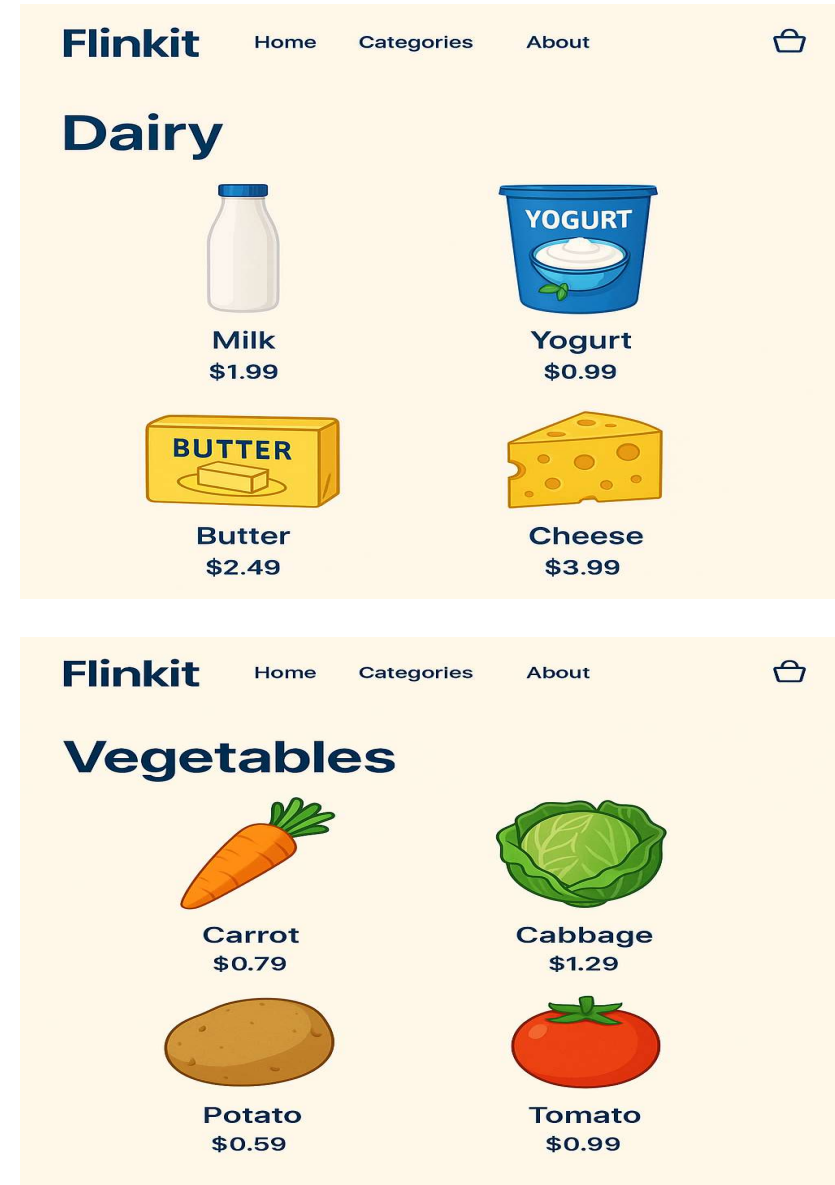 Flinkit Home Categories About
Dairy
YOGURT
Milk Yogurt
$1.99 $0.99
BUTTER
Butter Cheese
$2.49 $3.99
Flinkit Home Categories About
Vegetables
Carrot Cabbage
$0.79 $1.29
Potato Tomato
$0.59 $0.99